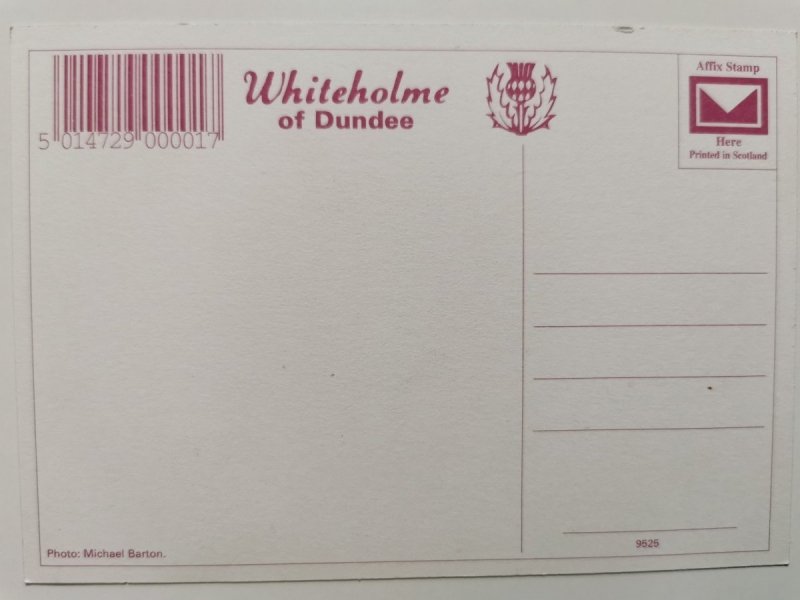 5 014729 000017
Whiteholme
of Dundee
Affix Stamp
Here
Printed in Scotland
Photo: Michael Barton.
9525